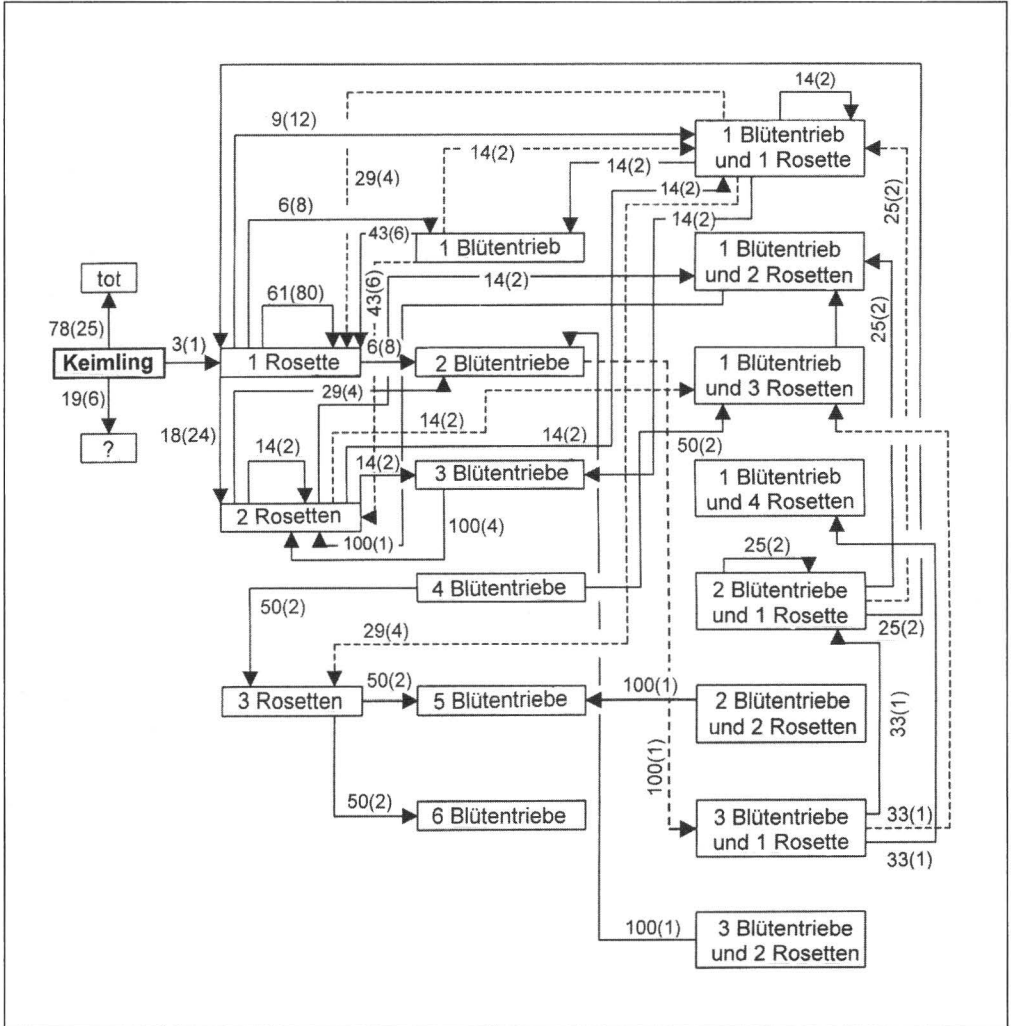 14(2)
9(12)
1 Blütentrieb
und 1 Rosette
14(2)
14(2)
29(4)
14(2)
25(2)
6(8)
14(2)
43(6)
1 Blütentrieb
1 Blütentrieb
und 2 Rosetten
tot
43(6)
14(2)
61(80)
25(2)
78(25)
Keimling
3(1)
1 Rosette
6(8)
2 Blütentriebe
1 Blütentrieb
und 3 Rosetten
19(6)
29(4)
18(24)
14(2)
14(2)
50(2)
?
14(2)
14(2)
3 Blütentriebe
1 Blütentrieb
und 4 Rosetten
2 Rosetten
100(4)
100(1)
25(2)
4 Blütentriebe
2 Blütentriebe
und 1 Rosette
50(2)
29(4)
25(2)
3 Rosetten
50(2)
5 Blütentriebe
100(1)
2 Blütentriebe
und 2 Rosetten
33(1)
100(1)
50(2)
6 Blütentriebe
3 Blütentriebe
und 1 Rosette
33(1)
33(1)
100(1)
3 Blütentriebe
und 2 Rosetten